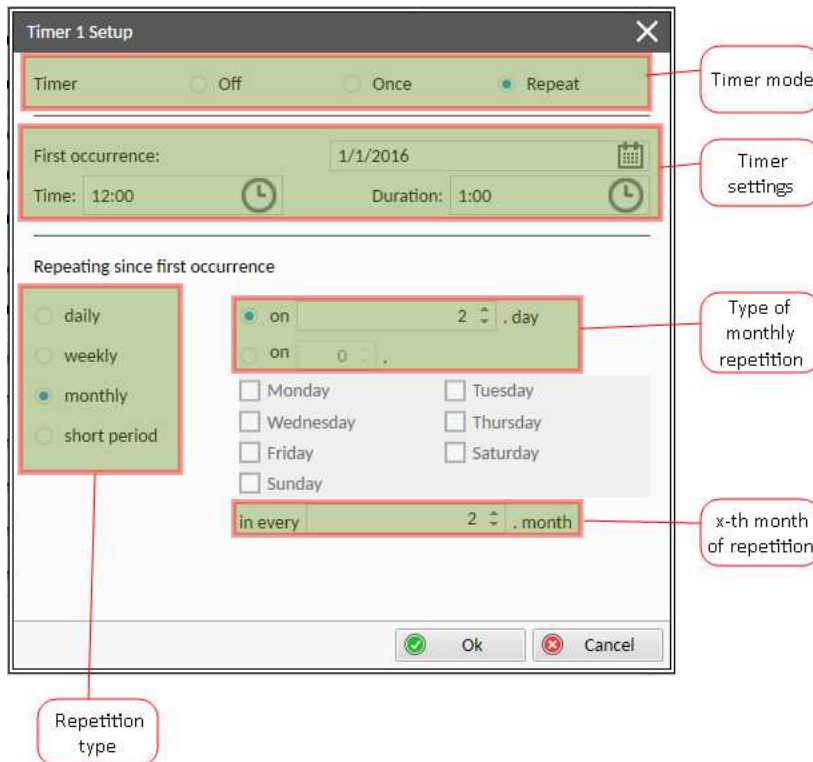 Timer 1 Setup
Timer Off Once Repeat
Timer mode
First occurrence: 1/1/2016
Time: 12:00 Duration: 1:00
Timer
settings
Repeating since first occurrence
daily
weekly
monthly
short period
on 2 . day
on 0 .
Type of
monthly
repetition
Monday Tuesday
Wednesday Thursday
Friday Saturday
Sunday
in every 2 . month
x-th month
of repetition
Ok Cancel
Repetition
type